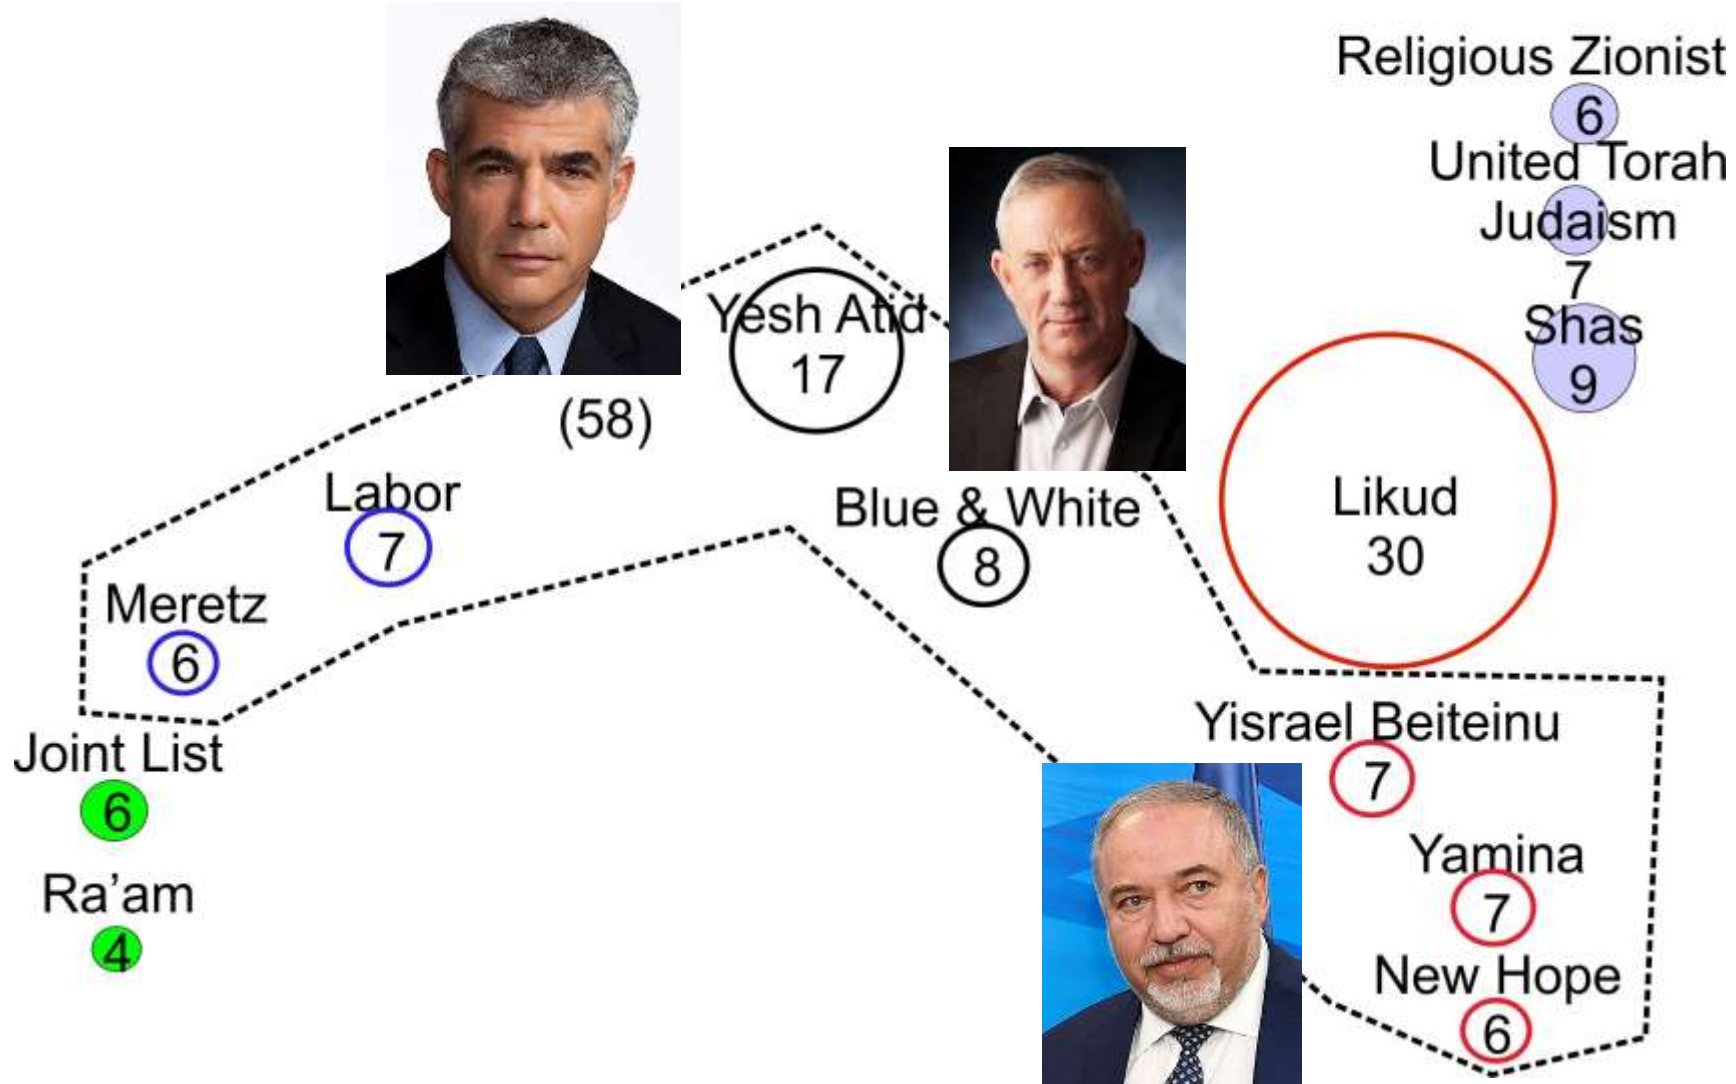 Religious Zionist
6
United Torah
Judaism
7
Shas
9
Yesh Atid
17
(58)
Labor
7
Blue & White
8
Likud
30
Meretz
6
Joint List
6
Ra’am
4
Yisrael Beiteinu
7
Yamina
7
New Hope
6